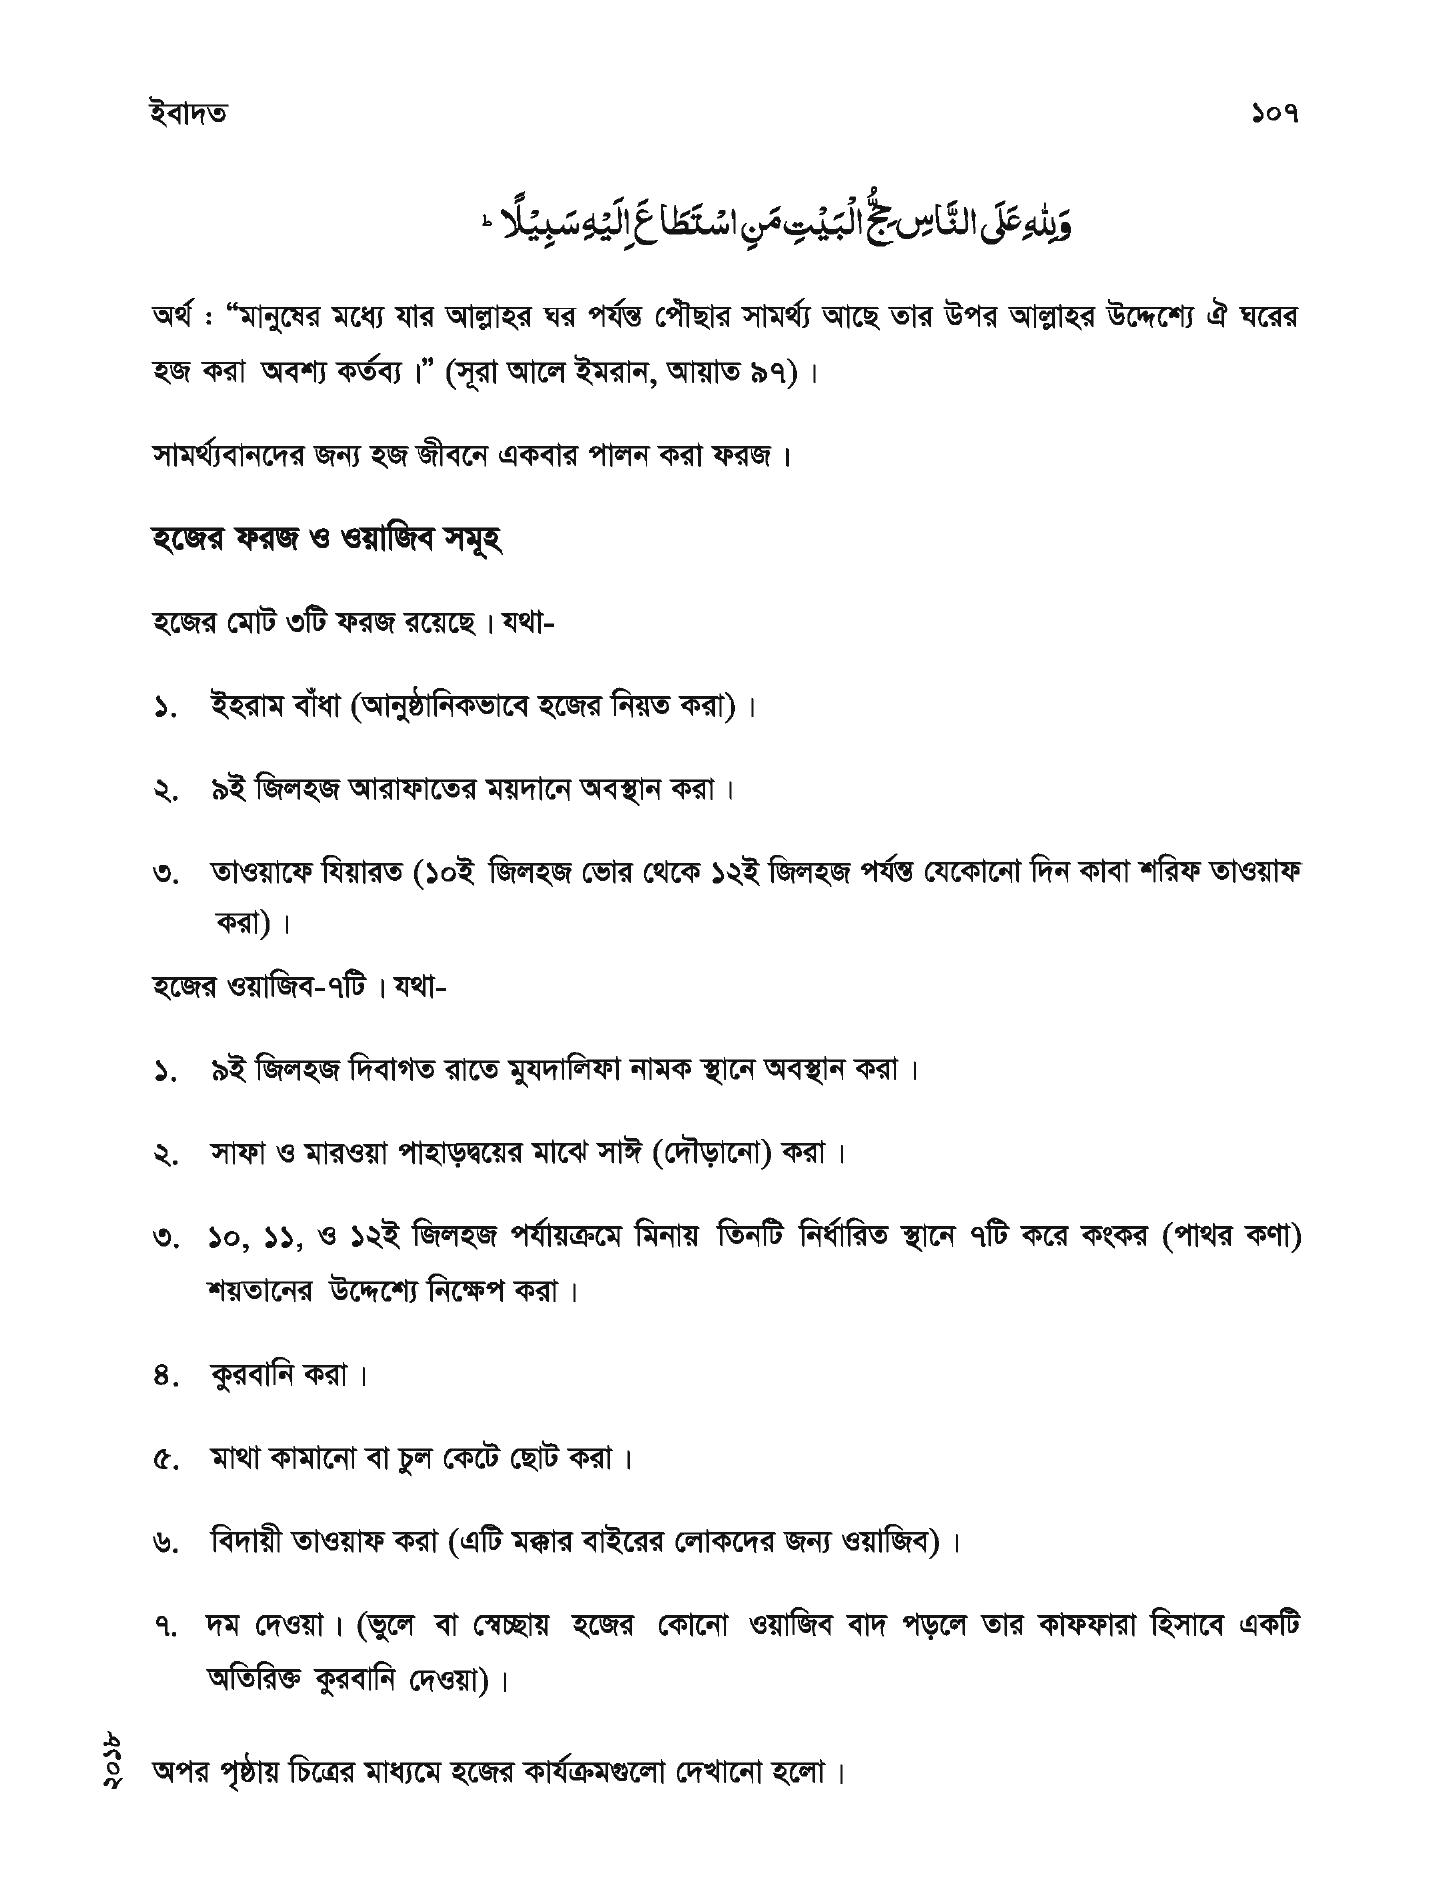 ইবাদত ১০৭
وَلِلّٰهِ عَلَى النَّاسِ حِجُّ الْبَيْتِ مَنِ اسْتَطَاعَ اِلَيْهِ سَبِيْلًا ؕ
অর্থ : “মানুষের মধ্যে যার আল্লাহর ঘর পর্যন্ত পৌঁছার সামর্থ্য আছে তার উপর আল্লাহর উদ্দেশ্যে ঐ ঘরের
হজ করা অবশ্য কর্তব্য।” (সূরা আলে ইমরান, আয়াত ৯৭)।
সামর্থ্যবানদের জন্য হজ জীবনে একবার পালন করা ফরজ।
হজের ফরজ ও ওয়াজিব সমূহ
হজের মোট ৩টি ফরজ রয়েছে। যথা-
১. ইহরাম বাঁধা (আনুষ্ঠানিকভাবে হজের নিয়ত করা)।
২. ৯ই জিলহজ আরাফাতের ময়দানে অবস্থান করা।
৩. তাওয়াফে যিয়ারত (১০ই জিলহজ ভোর থেকে ১২ই জিলহজ পর্যন্ত যেকোনো দিন কাবা শরিফ তাওয়াফ
করা)।
হজের ওয়াজিব-৭টি। যথা-
১. ৯ই জিলহজ দিবাগত রাতে মুযদালিফা নামক স্থানে অবস্থান করা।
২. সাফা ও মারওয়া পাহাড়দ্বয়ের মাঝে সাঈ (দৌড়ানো) করা।
৩. ১০, ১১, ও ১২ই জিলহজ পর্যায়ক্রমে মিনায় তিনটি নির্ধারিত স্থানে ৭টি করে কংকর (পাথর কণা)
শয়তানের উদ্দেশ্যে নিক্ষেপ করা।
৪. কুরবানি করা।
৫. মাথা কামানো বা চুল কেটে ছোট করা।
৬. বিদায়ী তাওয়াফ করা (এটি মক্কার বাইরের লোকদের জন্য ওয়াজিব)।
৭. দম দেওয়া। (ভুলে বা স্বেচ্ছায় হজের কোনো ওয়াজিব বাদ পড়লে তার কাফফারা হিসাবে একটি
অতিরিক্ত কুরবানি দেওয়া)।
অপর পৃষ্ঠায় চিত্রের মাধ্যমে হজের কার্যক্রমগুলো দেখানো হলো।
২০১৮